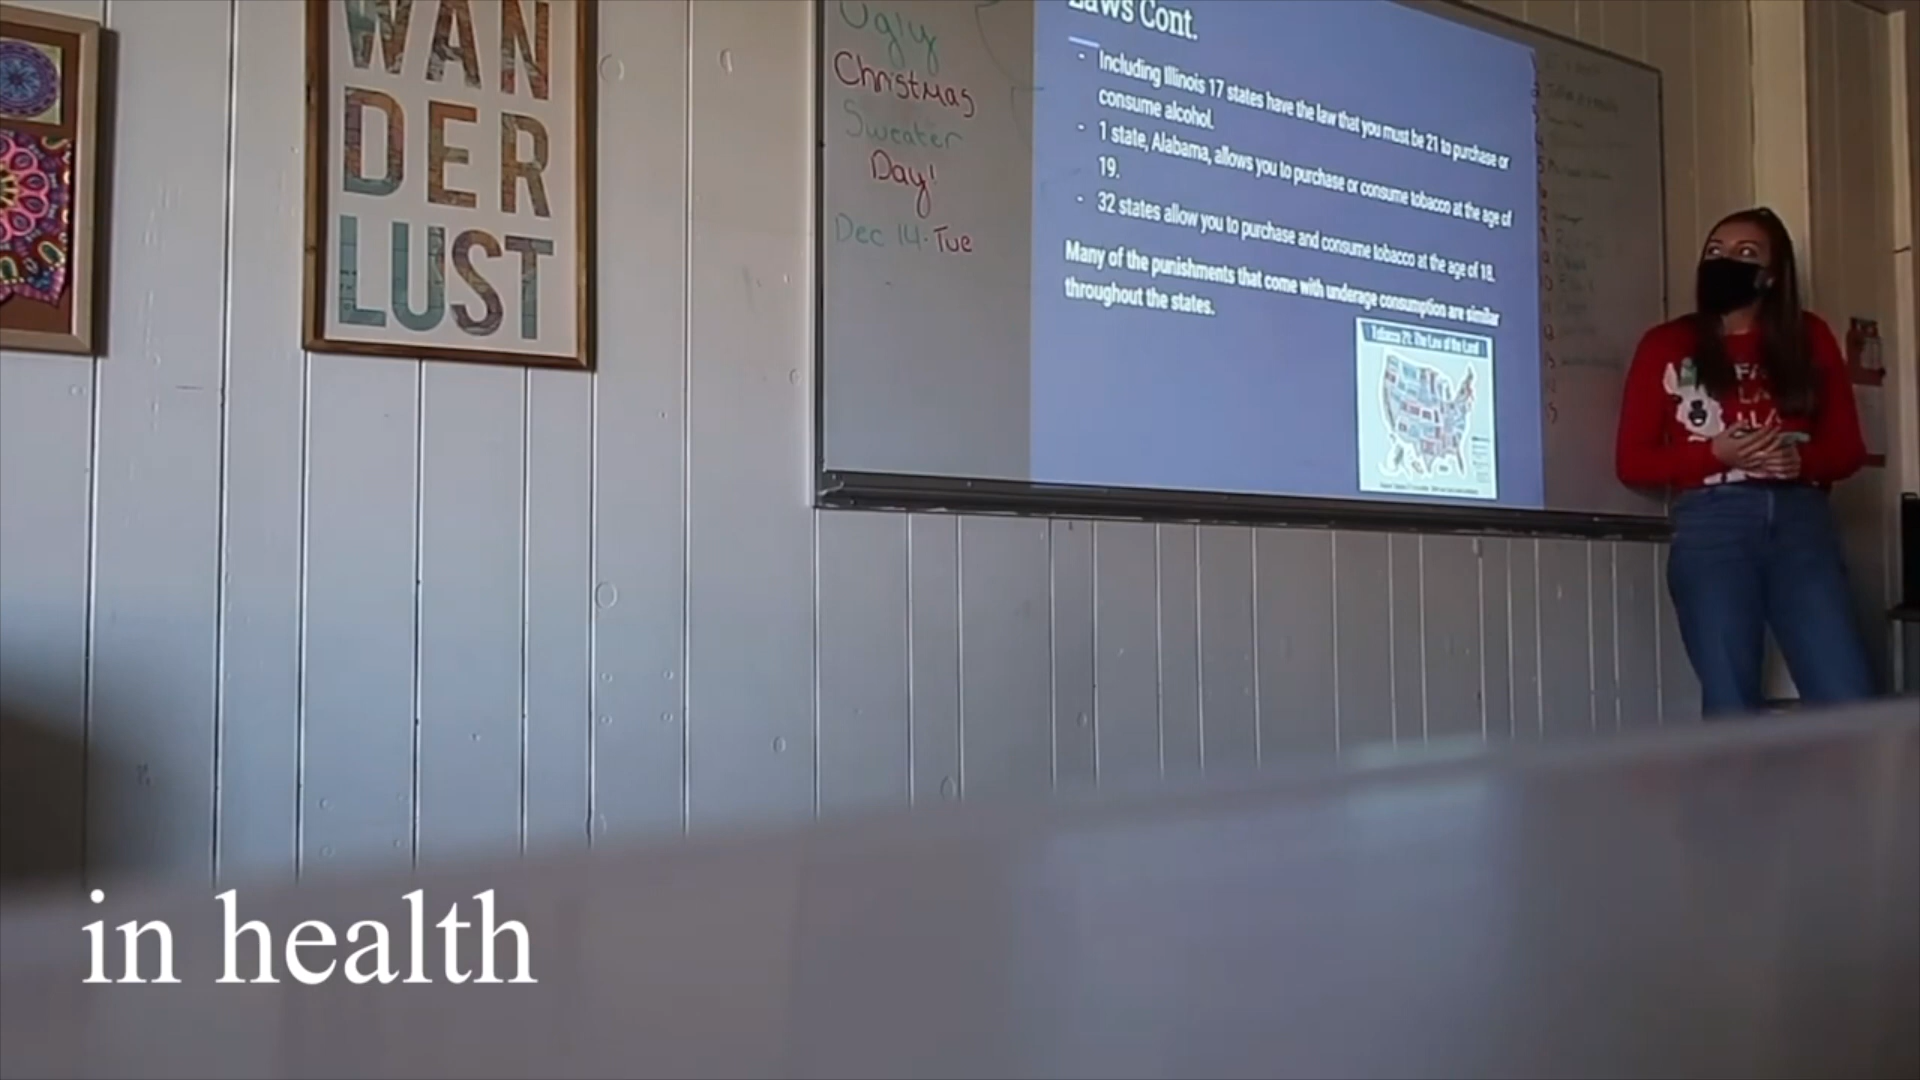 WAN
DER
LUST
Ugly
Christmas
Sweater
Day!
Dec 14-Tue
Laws Cont.
- Including Illinois 17 states have the law that you must be 21 to purchase or
consume alcohol.
- 1 state, Alabama, allows you to purchase or consume tobacco at the age of
19.
- 32 states allow you to purchase and consume tobacco at the age of 18.
Many of the punishments that come with underage consumption are similar
throughout the states.
Tobacco 21: The Law of the Land
FA
LA
LLA
in health